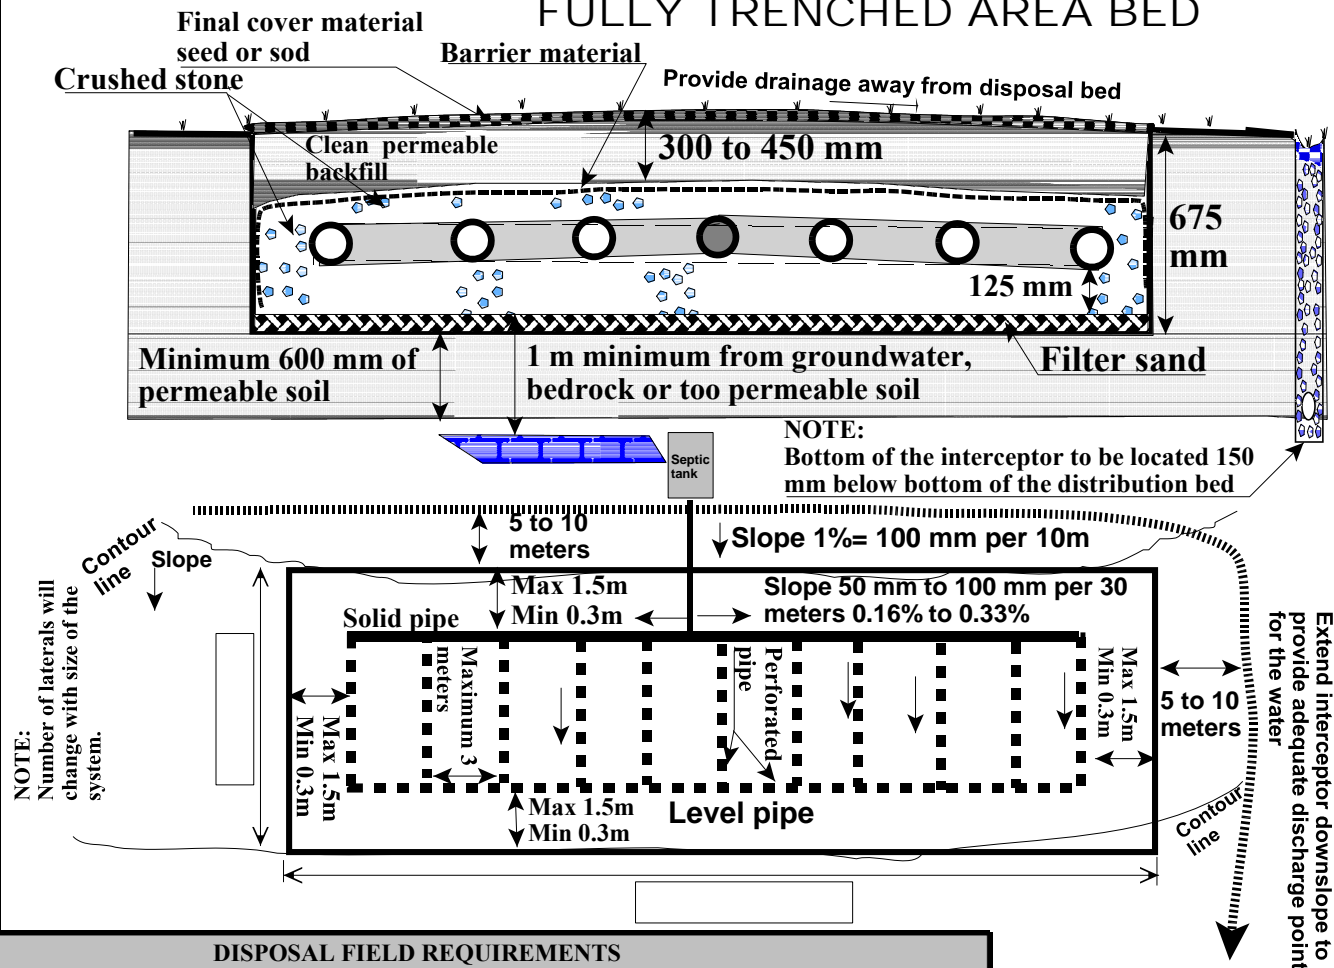 FULLY TRENCHED AREA BED
Final cover material
seed or sod
Barrier material
Crushed stone
Provide drainage away from disposal bed
Clean permeable
backfill
300 to 450 mm
675
mm
125 mm
Minimum 600 mm of
permeable soil
1 m minimum from groundwater,
bedrock or too permeable soil
Filter sand
NOTE:
Bottom of the interceptor to be located 150
mm below bottom of the distribution bed
Septic
tank
Contour
line
Slope
5 to 10
meters
Slope 1%= 100 mm per 10m
Max 1.5m
Min 0.3m
Slope 50 mm to 100 mm per 30
meters 0.16% to 0.33%
Solid pipe
NOTE:
Number of laterals will
change with size of the
system.
Max 1.5m
Min 0.3m
Maximum 3
meters
Perforated
pipe
Max 1.5m
Min 0.3m
5 to 10
meters
Extend interceptor downslope to
provide adequate discharge point
for the water
Max 1.5m
Min 0.3m
Level pipe
Contour
line
DISPOSAL FIELD REQUIREMENTS